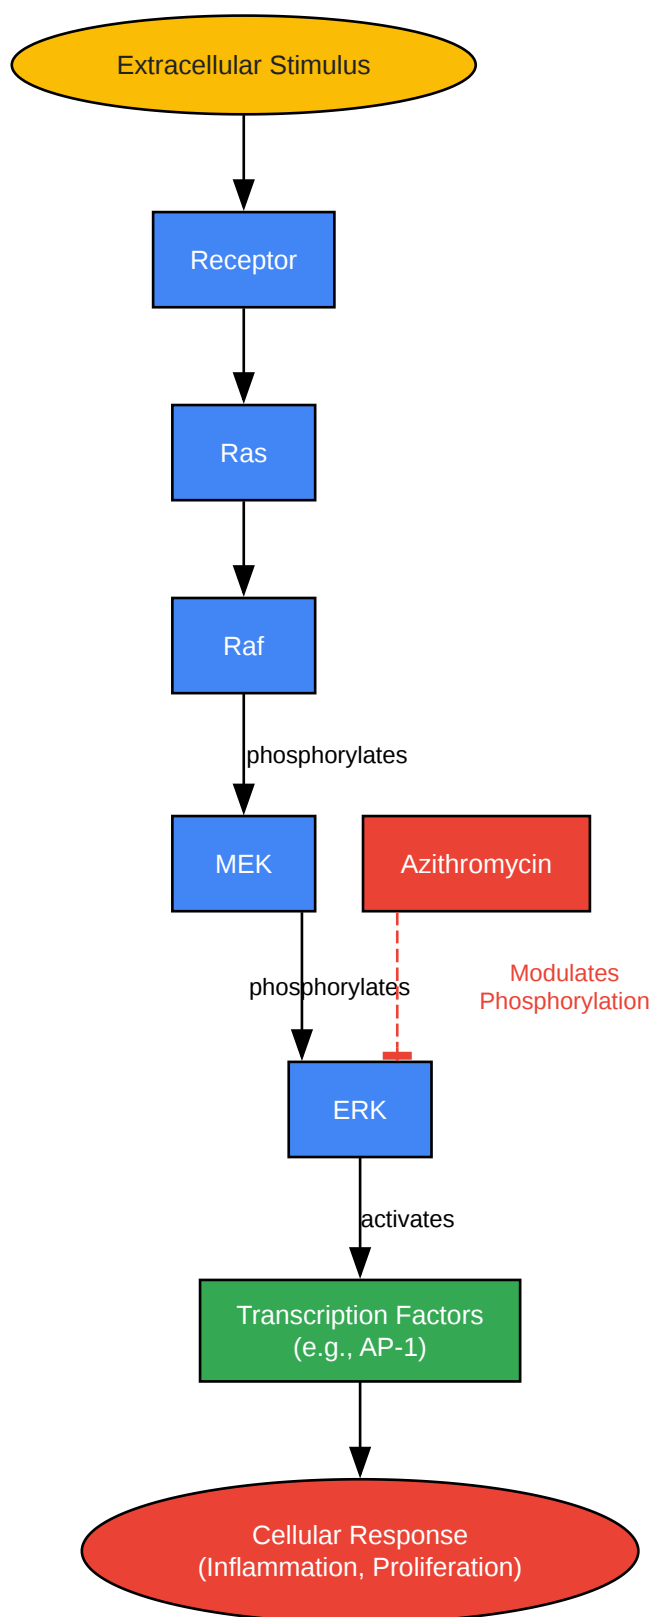 Extracellular Stimulus
Receptor
Ras
Raf
phosphorylates
MEK
Azithromycin
phosphorylates
Modulates
Phosphorylation
ERK
activates
Transcription Factors
(e.g., AP-1)
Cellular Response
(Inflammation, Proliferation)